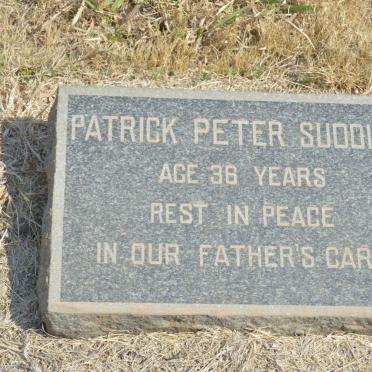 PATRICK PETER
AGE 36 YEARS
REST IN PEACE
IN OUR FATHER'S